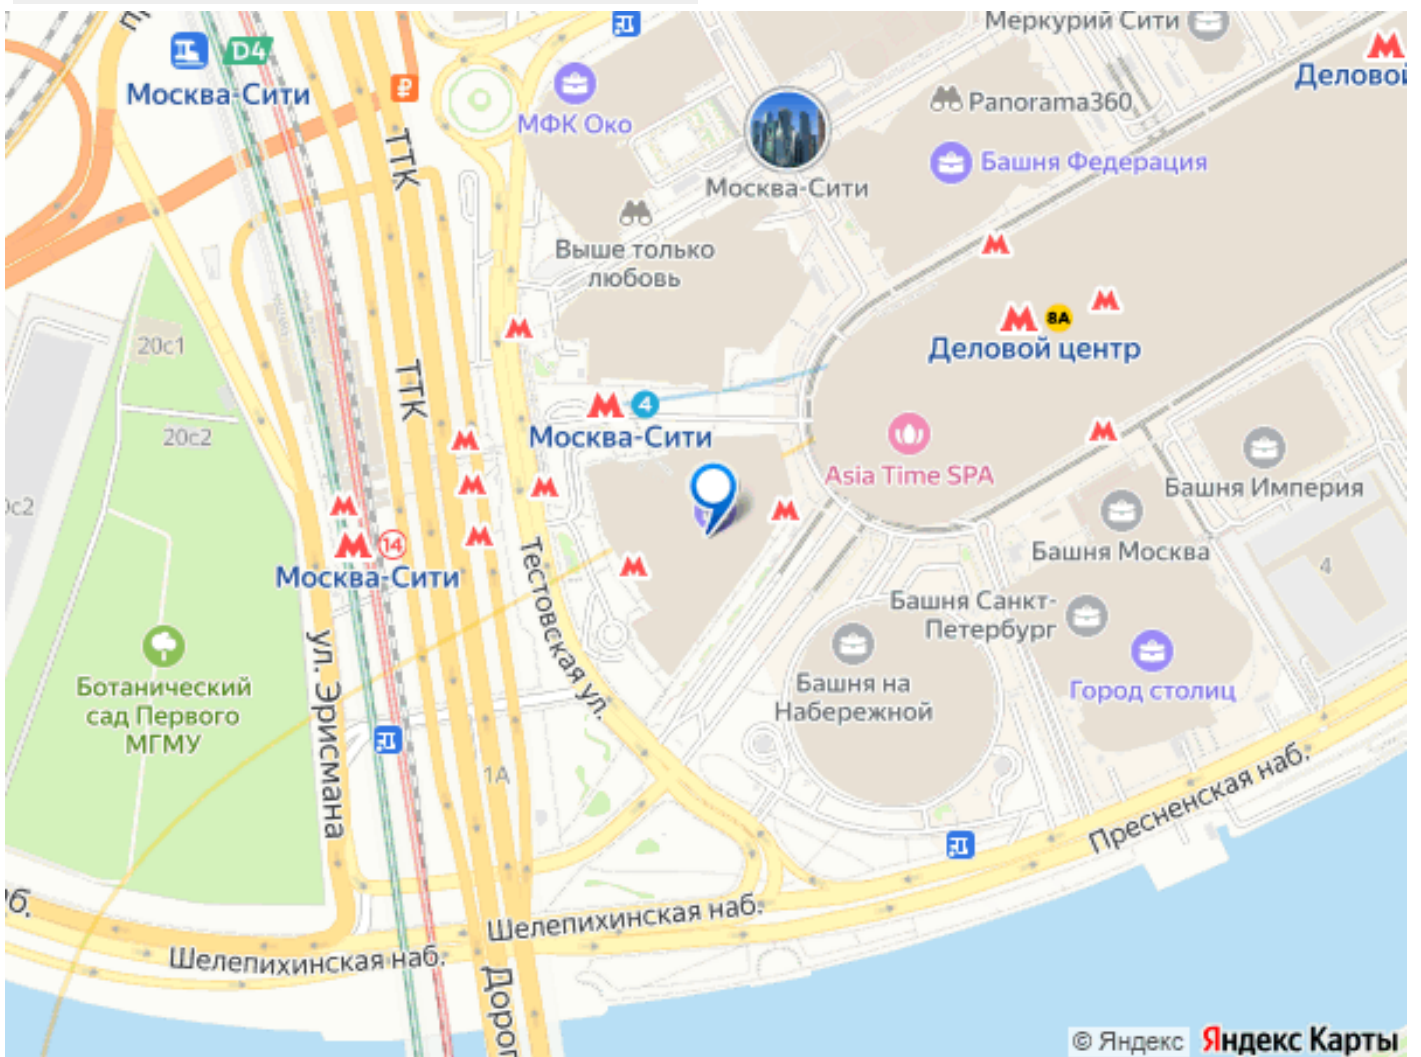 Меркурий Сити
D4
Москва-Сити
₽
Деловой
МФК Око
Panorama360
Башня Федерация
ТТК
Москва-Сити
Выше только
любовь
8А
Деловой центр
20с1
ТТК
4
Москва-Сити
20с2
Asia Time SPA
Башня Империя
Башня Москва
14
Москва-Сити
4
Тестовская ул.
Башня Санкт-
Петербург
Ботанический
сад Первого
МГМУ
ул. Эрисмана
Башня на
Набережной
Город столиц
1А
Пресненская наб.
Шелепихинская наб.
Шелепихинская наб.
Дорог
© Яндекс
Яндекс Карты